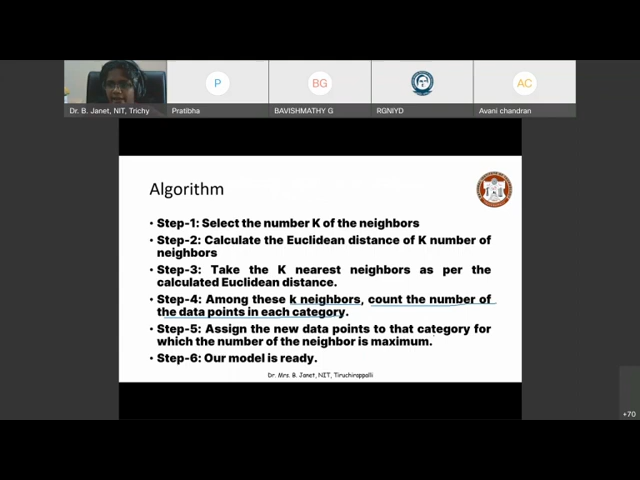 P
BG
AC
Dr. B. Janet, NIT, Trichy
Pratibha
BAVISHMATHY G
RGNIYD
Avani chandran
Algorithm
• Step-1: Select the number K of the neighbors
• Step-2: Calculate the Euclidean distance of K number of
neighbors
• Step-3: Take the K nearest neighbors as per the
calculated Euclidean distance.
• Step-4: Among these k neighbors, count the number of
the data points in each category.
• Step-5: Assign the new data points to that category for
which the number of the neighbor is maximum.
• Step-6: Our model is ready.
Dr. Mrs. B. Janet, NIT, Tiruchirappalli
+70